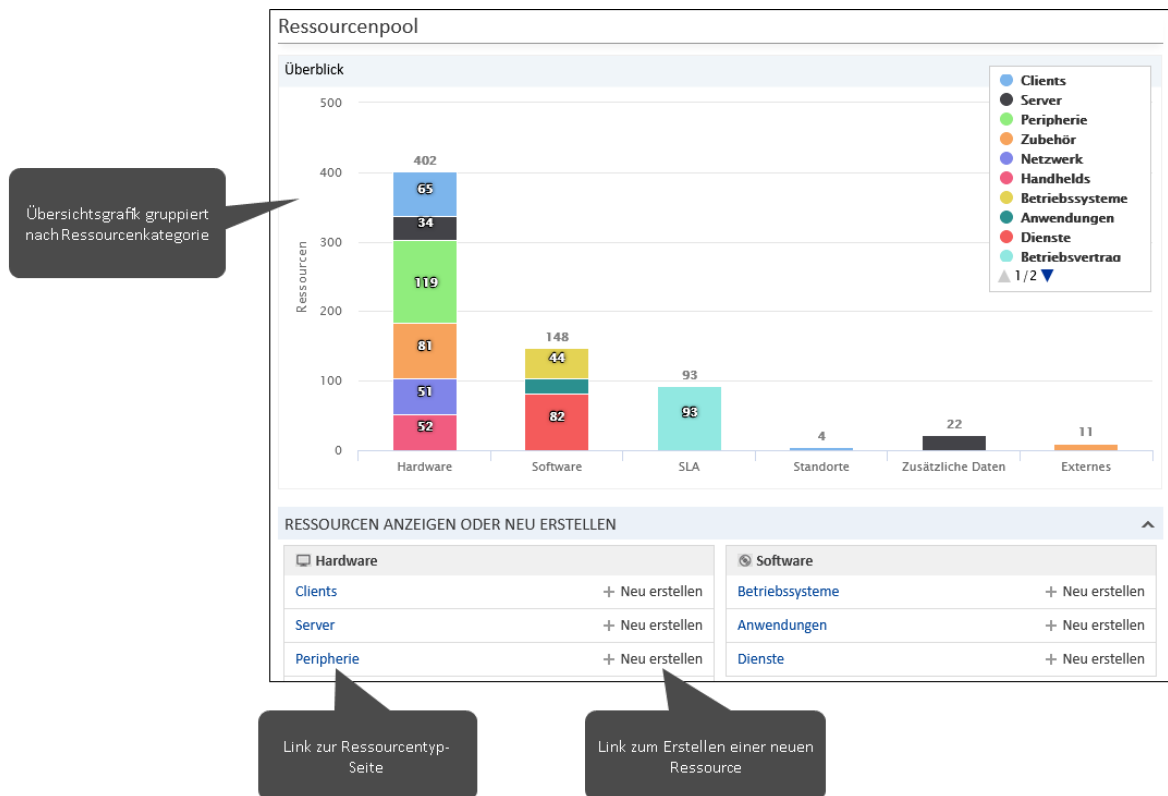 Ressourcenpool
Überblick
Clients
Server
Peripherie
Zubehör
Netzwerk
Handhelds
Betriebssysteme
Anwendungen
Dienste
Betriebsvertrag
1/2
Ressourcen
500
400
300
200
100
0
402
65
34
119
81
51
52
148
44
82
93
93
4
22
11
Hardware
Software
SLA
Standorte
Zusätzliche Daten
Externes
Übersichtsgrafik gruppiert
nach Ressourcenkategorie
RESSOURCEN ANZEIGEN ODER NEU ERSTELLEN
Hardware
Clients + Neu erstellen
Server + Neu erstellen
Peripherie + Neu erstellen
Software
Betriebssysteme + Neu erstellen
Anwendungen + Neu erstellen
Dienste + Neu erstellen
Link zur Ressourcentyp-
Seite
Link zum Erstellen einer neuen
Ressource